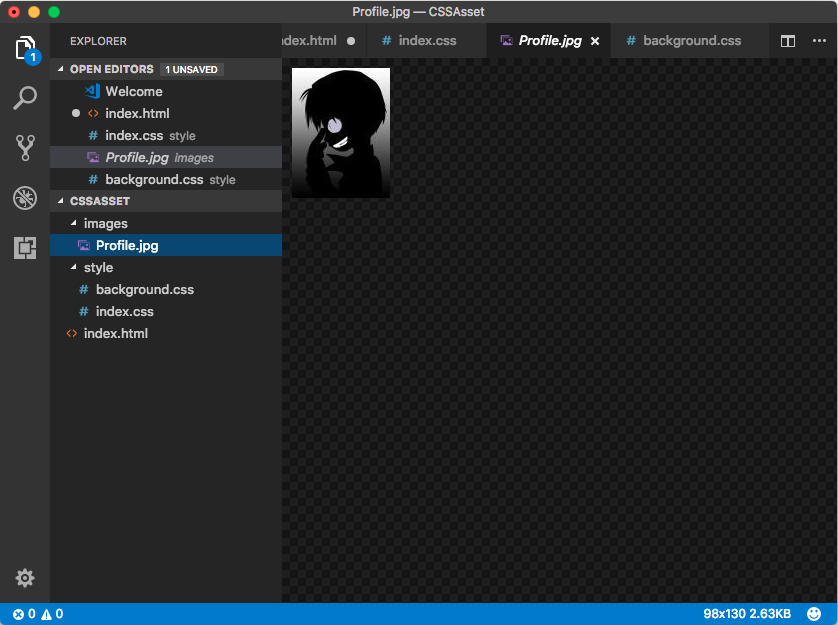 Profile.jpg — CSSAsset
EXPLORER
ndex.html
# index.css
Profile.jpg ×
# background.css
1
OPEN EDITORS 1 UNSAVED
Welcome
<> index.html
# index.css style
Profile.jpg images
# background.css style
CSSASSET
images
Profile.jpg
style
# background.css
# index.css
<> index.html
0 0
98x130 2.63KB